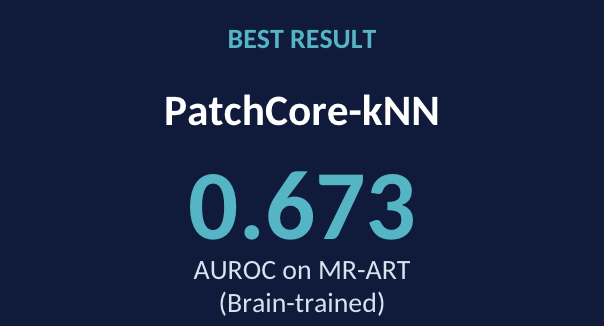 BEST RESULT
PatchCore-kNN
0.673
AUROC on MR-ART
(Brain-trained)